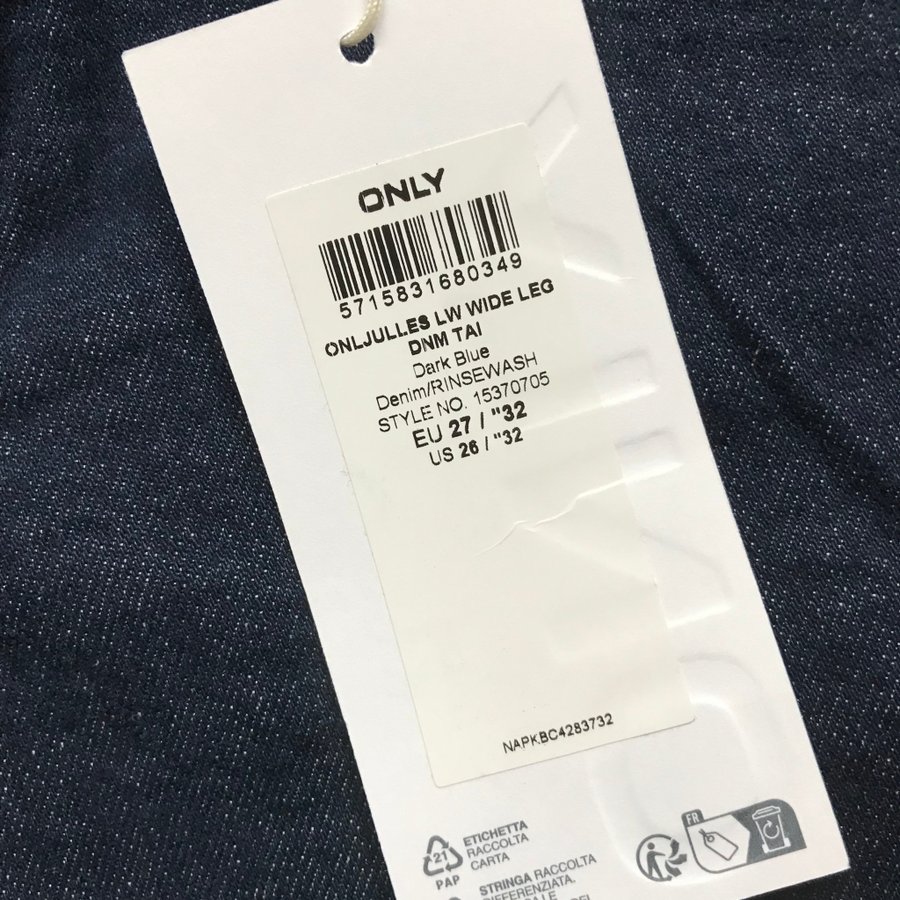 ONLY
5715831680349
ONLJULLES LW WIDE LEG
DNM TAI
Dark Blue
Denim/RINSEWASH
STYLE NO. 15370705
EU 27 / "32
US 26 / "32
NAPKBC4283732
21
PAP
ETICHETTA
RACCOLTA
CARTA
STRINGA RACCOLTA
DIFFERENZIATA.
FR